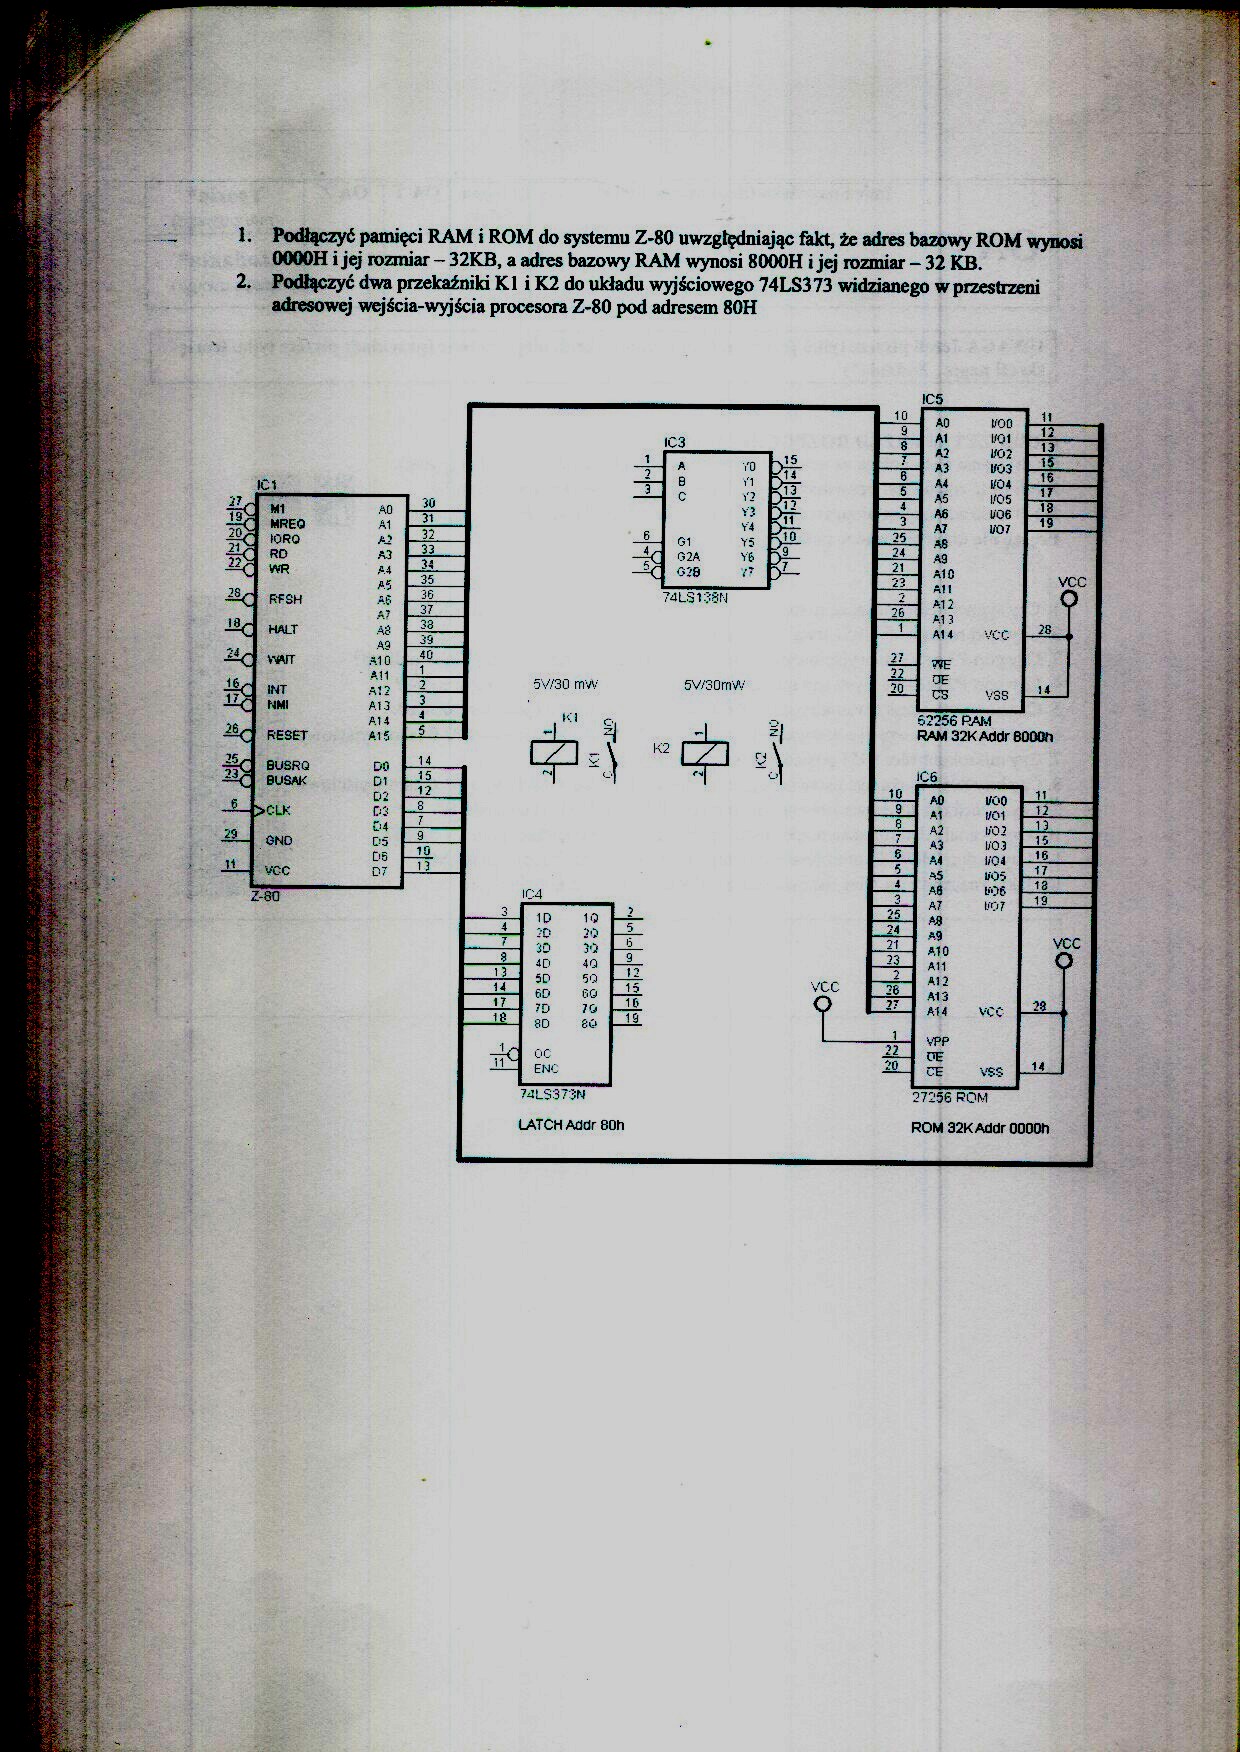 1. Podłączyć pamięci RAM i ROM do systemu Z-80 uwzględniając fakt, że adres bazowy ROM wynosi
0000H i jej rozmiar – 32KB, a adres bazowy RAM wynosi 8000H i jej rozmiar – 32 KB.
2. Podłączyć dwa przekaźniki K1 i K2 do układu wyjściowego 74LS373 widzianego w przestrzeni
adresowej wejścia-wyjścia procesora Z-80 pod adresem 80H
IC1
27 M1 A0 30
19 MREQ A1 31
20 IORQ A2 32
21 RD A3 33
22 WR A4 34
A5 35
28 RFSH A6 36
A7 37
18 HALT A8 38
A9 39
24 WAIT A10 40
A11 1
16 INT A12 2
17 NMI A13 3
A14 4
26 RESET A15 5
25 BUSRQ D0 14
23 BUSAK D1 15
D2 12
6 CLK D3 8
D4 7
29 GND D5 9
D6 10
11 VCC D7 13
Z-80
IC3
1 A Y0 15
2 B Y1 14
3 C Y2 13
Y3 12
Y4 11
6 G1 Y5 10
4 G2A Y6 9
5 G2B Y7 7
74LS138N
5V/30 mW
K1
1
2
K1
NO
C
5V/30mW
K2
1
2
K2
NO
C
IC4
3 1D 1Q 2
4 2D 2Q 5
7 3D 3Q 6
8 4D 4Q 9
13 5D 5Q 12
14 6D 6Q 15
17 7D 7Q 16
18 8D 8Q 19
1 OC
11 ENC
74LS373N
LATCH Addr 80h
IC5
10 A0 I/O0 11
9 A1 I/O1 12
8 A2 I/O2 13
7 A3 I/O3 15
6 A4 I/O4 16
5 A5 I/O5 17
4 A6 I/O6 18
3 A7 I/O7 19
25 A8
24 A9
21 A10
23 A11
2 A12
26 A13
1 A14 VCC 28
VCC
27 WE
22 OE
20 CS VSS 14
62256 RAM
RAM 32K Addr 8000h
IC6
10 A0 I/O0 11
9 A1 I/O1 12
8 A2 I/O2 13
7 A3 I/O3 15
6 A4 I/O4 16
5 A5 I/O5 17
4 A6 I/O6 18
3 A7 I/O7 19
25 A8
24 A9
21 A10
23 A11
2 A12
26 A13
27 A14 VCC 28
VCC
VCC
1 VPP
22 OE
20 CE VSS 14
27256 ROM
ROM 32K Addr 0000h